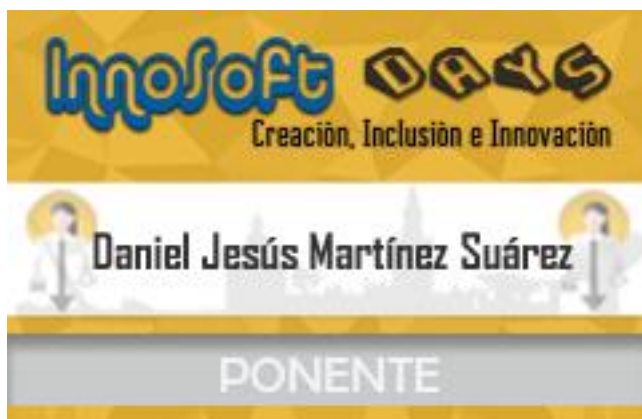 InnoSoft DAYS
Creación, Inclusión e Innovación
Daniel Jesús Martínez Suárez
PONENTE